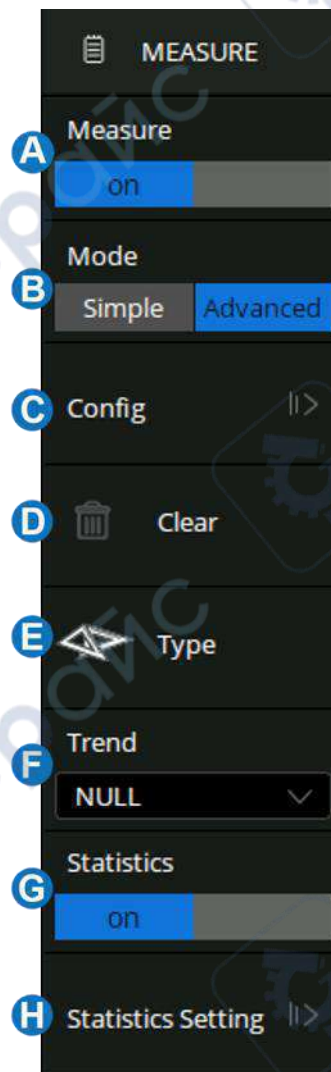 MEASURE
A
Measure
on
Mode
B
Simple Advanced
C Config
D Clear
E Type
Trend
F
NULL
Statistics
G
on
H Statistics Setting